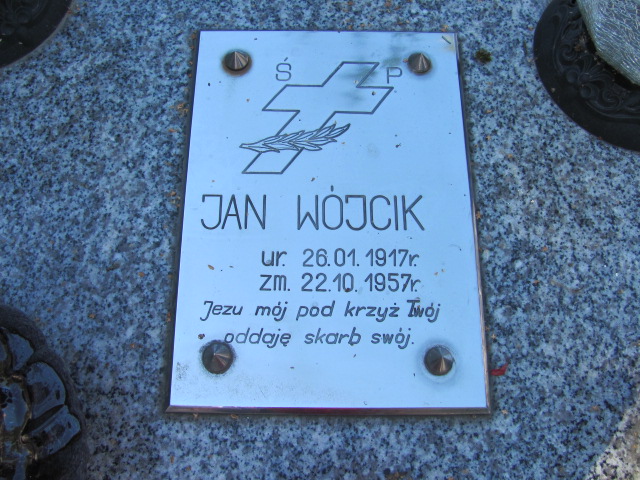 Ś P
JAN WÓJCIK
ur. 26.01.1917r.
zm. 22.10.1957r.
Jezu mój pod krzyż Twój
oddaję skarb swój.